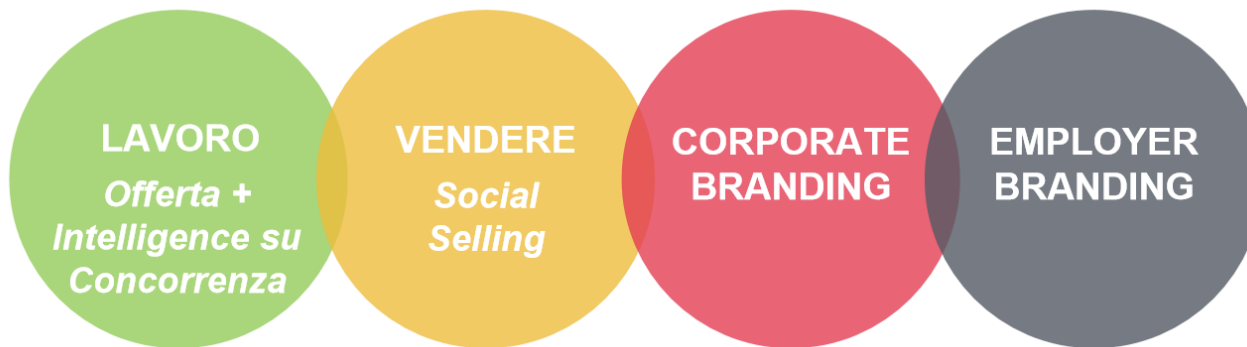 LAVORO
Offerta +
Intelligence su
Concorrenza
VENDERE
Social
Selling
CORPORATE
BRANDING
EMPLOYER
BRANDING